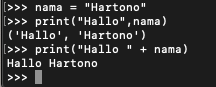 [>>> nama = "Hartono"
[>>> print("Hallo",nama)
('Hallo', 'Hartono')
[>>> print("Hallo " + nama)
Hallo Hartono
>>>